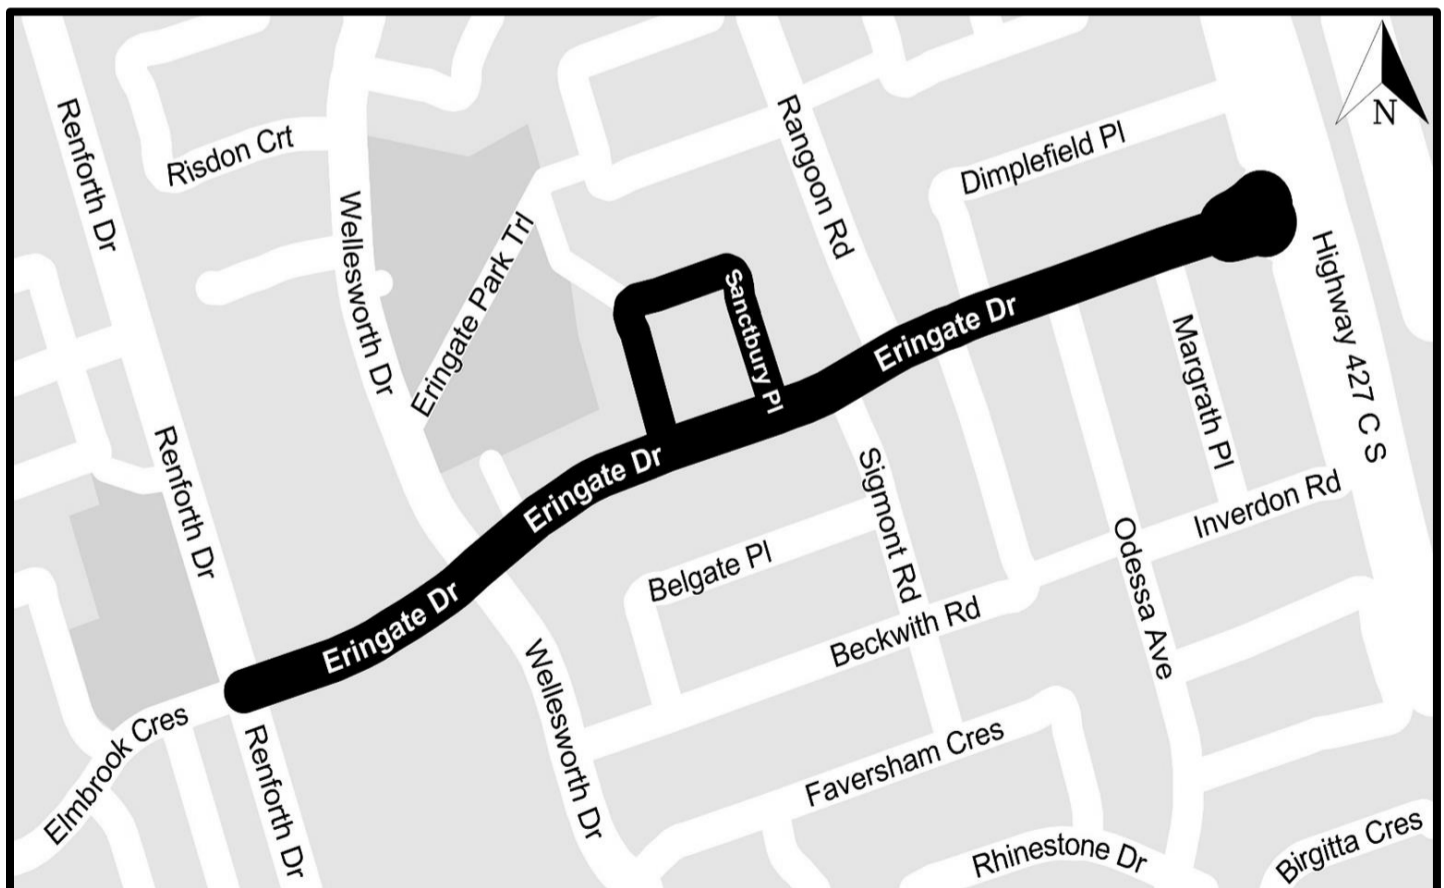 N
Renforth Dr
Risdon Crt
Wellesworth Dr
Eringate Park Trl
Rangoon Rd
Dimplefield Pl
Highway 427 C S
Sanctbury Pl
Eringate Dr
Margrath Pl
Renforth Dr
Eringate Dr
Sigmont Rd
Inverdon Rd
Belgate Pl
Odessa Ave
Eringate Dr
Beckwith Rd
Wellesworth Dr
Elmbrook Cres
Renforth Dr
Faversham Cres
Rhinestone Dr
Birgitta Cres